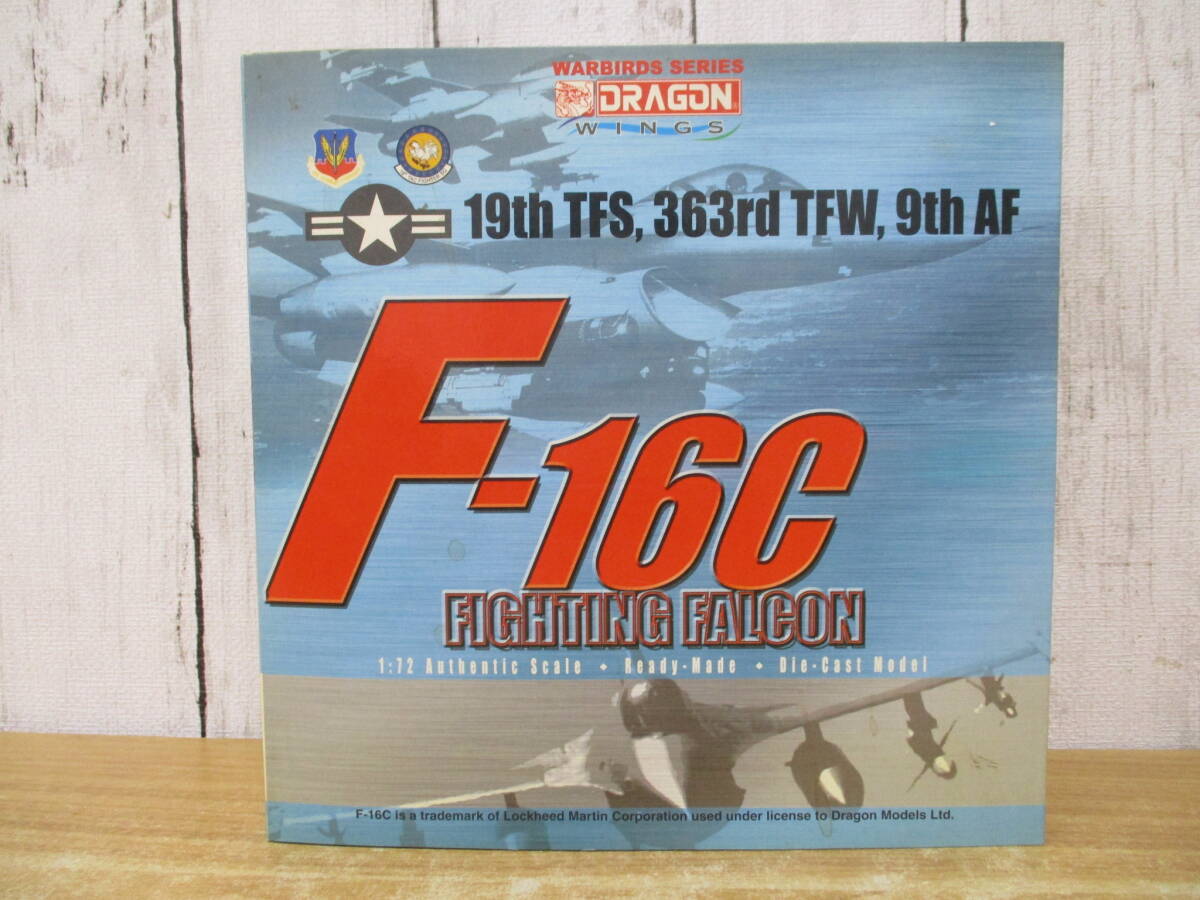 WARBIRDS SERIES
DRAGON
WINGS
19th TFS, 363rd TFW, 9th AF
F-16C
FIGHTING FALCON
1:72 Authentic Scale • Ready-Made • Die-Cast Model
F-16C is a trademark of Lockheed Martin Corporation used under license to Dragon Models Ltd.